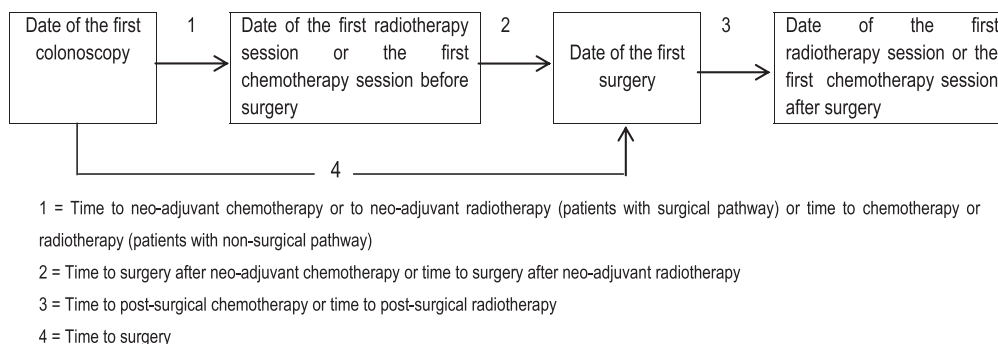 Date of the first
colonoscopy
1
Date of the first radiotherapy
session or the first
chemotherapy session before
surgery
2
Date of the first
surgery
3
Date of the first
radiotherapy session or the
first chemotherapy session
after surgery
4
1 = Time to neo-adjuvant chemotherapy or to neo-adjuvant radiotherapy (patients with surgical pathway) or time to chemotherapy or
radiotherapy (patients with non-surgical pathway)
2 = Time to surgery after neo-adjuvant chemotherapy or time to surgery after neo-adjuvant radiotherapy
3 = Time to post-surgical chemotherapy or time to post-surgical radiotherapy
4 = Time to surgery